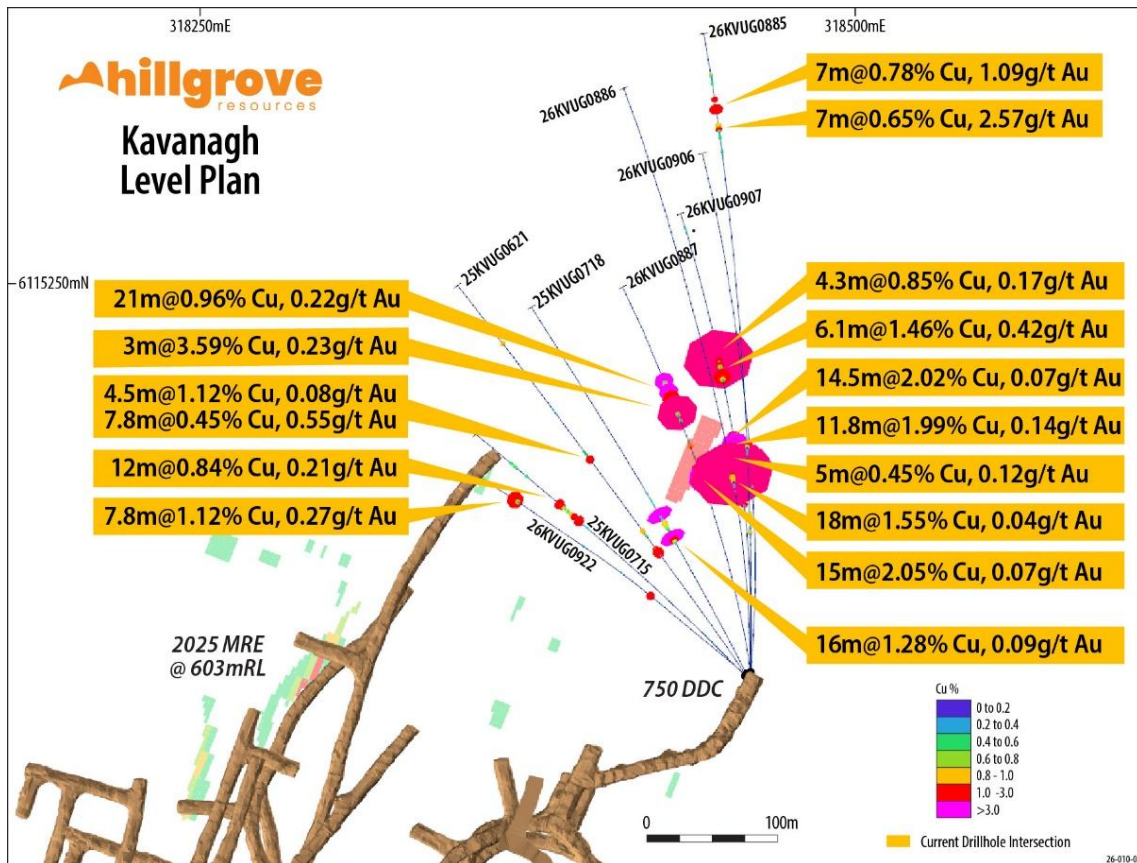 318250mE
318500mE
hillgrove
resources
Kavanagh
Level Plan
26KVUG0885
26KVUG0886
26KVUG0906
26KVUG0907
26KVUG0887
25KVUG0621
25KVUG0718
7m@0.78% Cu, 1.09g/t Au
7m@0.65% Cu, 2.57g/t Au
6115250mN
21m@0.96% Cu, 0.22g/t Au
3m@3.59% Cu, 0.23g/t Au
4.5m@1.12% Cu, 0.08g/t Au
7.8m@0.45% Cu, 0.55g/t Au
12m@0.84% Cu, 0.21g/t Au
7.8m@1.12% Cu, 0.27g/t Au
4.3m@0.85% Cu, 0.17g/t Au
6.1m@1.46% Cu, 0.42g/t Au
14.5m@2.02% Cu, 0.07g/t Au
11.8m@1.99% Cu, 0.14g/t Au
5m@0.45% Cu, 0.12g/t Au
18m@1.55% Cu, 0.04g/t Au
15m@2.05% Cu, 0.07g/t Au
16m@1.28% Cu, 0.09g/t Au
25KVUG0715
26KVUG0922
2025 MRE
@ 603mRL
750 DDC
Cu %
0 to 0.2
0.2 to 0.4
0.4 to 0.6
0.6 to 0.8
0.8 - 1.0
1.0 -3.0
>3.0
0 100m
Current Drillhole Intersection